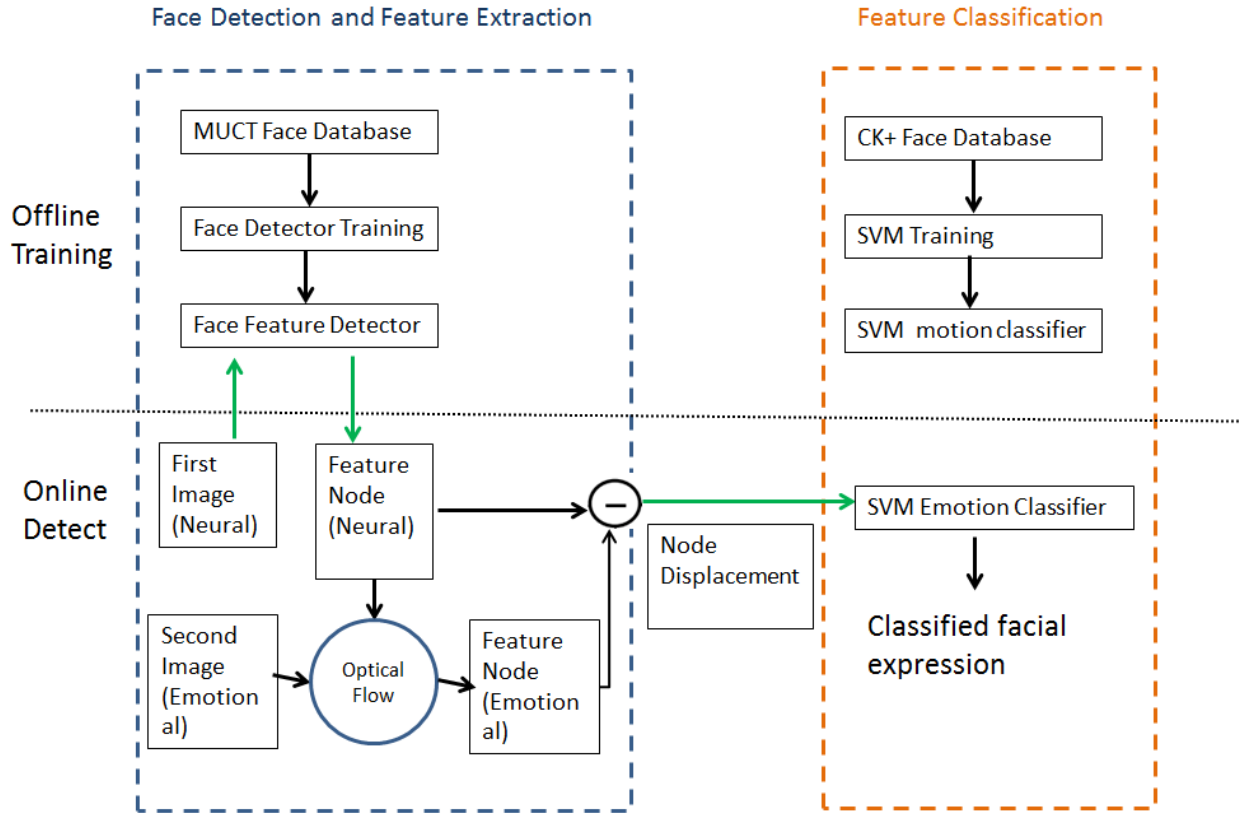 Face Detection and Feature Extraction
Feature Classification
Offline
Training
MUCT Face Database
Face Detector Training
Face Feature Detector
CK+ Face Database
SVM Training
SVM motion classifier
Online
Detect
First
Image
(Neural)
Feature
Node
(Neural)
−
Node
Displacement
SVM Emotion Classifier
Second
Image
(Emotion
al)
Optical
Flow
Feature
Node
(Emotion
al)
Classified facial
expression